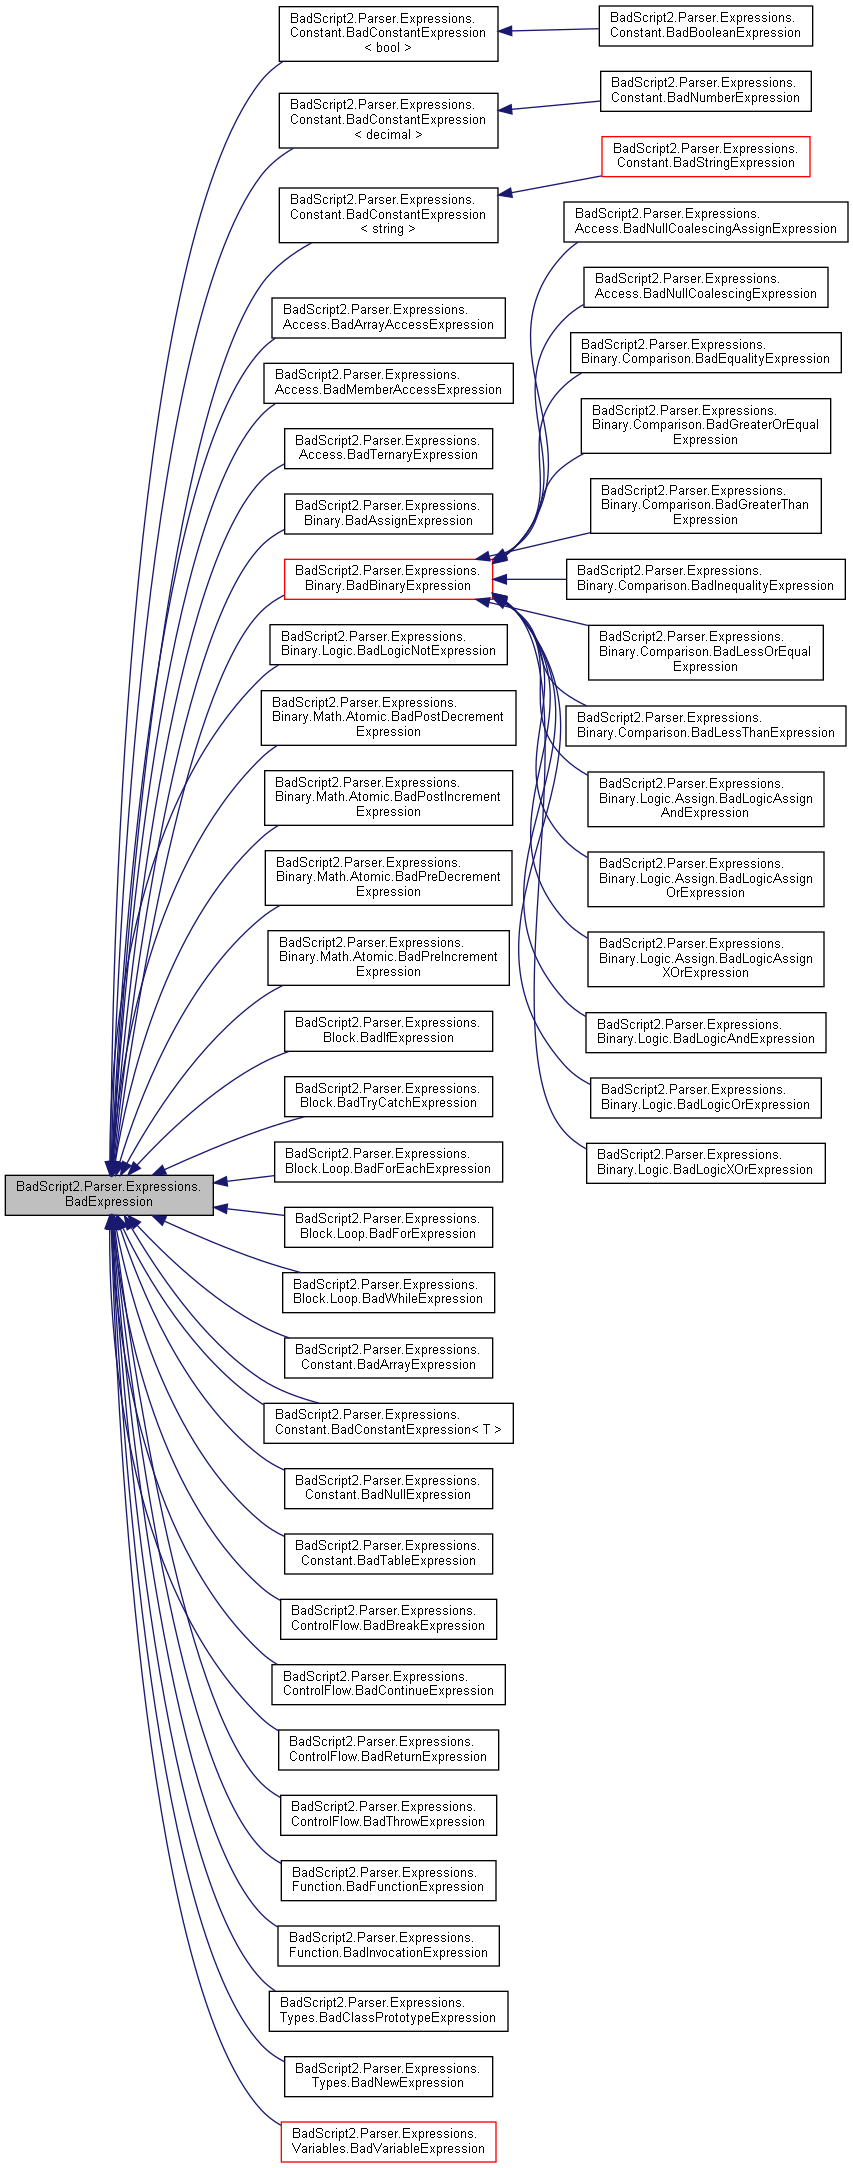 BadScript2.Parser.Expressions.
BadExpression
BadScript2.Parser.Expressions.
Constant.BadConstantExpression
< bool >
BadScript2.Parser.Expressions.
Constant.BadConstantExpression
< decimal >
BadScript2.Parser.Expressions.
Constant.BadConstantExpression
< string >
BadScript2.Parser.Expressions.
Access.BadArrayAccessExpression
BadScript2.Parser.Expressions.
Access.BadMemberAccessExpression
BadScript2.Parser.Expressions.
Access.BadTernaryExpression
BadScript2.Parser.Expressions.
Binary.BadAssignExpression
BadScript2.Parser.Expressions.
Binary.BadBinaryExpression
BadScript2.Parser.Expressions.
Binary.Logic.BadLogicNotExpression
BadScript2.Parser.Expressions.
Binary.Math.Atomic.BadPostDecrement
Expression
BadScript2.Parser.Expressions.
Binary.Math.Atomic.BadPostIncrement
Expression
BadScript2.Parser.Expressions.
Binary.Math.Atomic.BadPreDecrement
Expression
BadScript2.Parser.Expressions.
Binary.Math.Atomic.BadPreIncrement
Expression
BadScript2.Parser.Expressions.
Block.BadIfExpression
BadScript2.Parser.Expressions.
Block.BadTryCatchExpression
BadScript2.Parser.Expressions.
Block.Loop.BadForEachExpression
BadScript2.Parser.Expressions.
Block.Loop.BadForExpression
BadScript2.Parser.Expressions.
Block.Loop.BadWhileExpression
BadScript2.Parser.Expressions.
Constant.BadArrayExpression
BadScript2.Parser.Expressions.
Constant.BadConstantExpression< T >
BadScript2.Parser.Expressions.
Constant.BadNullExpression
BadScript2.Parser.Expressions.
Constant.BadTableExpression
BadScript2.Parser.Expressions.
ControlFlow.BadBreakExpression
BadScript2.Parser.Expressions.
ControlFlow.BadContinueExpression
BadScript2.Parser.Expressions.
ControlFlow.BadReturnExpression
BadScript2.Parser.Expressions.
ControlFlow.BadThrowExpression
BadScript2.Parser.Expressions.
Function.BadFunctionExpression
BadScript2.Parser.Expressions.
Function.BadInvocationExpression
BadScript2.Parser.Expressions.
Types.BadClassPrototypeExpression
BadScript2.Parser.Expressions.
Types.BadNewExpression
BadScript2.Parser.Expressions.
Variables.BadVariableExpression
BadScript2.Parser.Expressions.
Constant.BadBooleanExpression
BadScript2.Parser.Expressions.
Constant.BadNumberExpression
BadScript2.Parser.Expressions.
Constant.BadStringExpression
BadScript2.Parser.Expressions.
Access.BadNullCoalescingAssignExpression
BadScript2.Parser.Expressions.
Access.BadNullCoalescingExpression
BadScript2.Parser.Expressions.
Binary.Comparison.BadEqualityExpression
BadScript2.Parser.Expressions.
Binary.Comparison.BadGreaterOrEqual
Expression
BadScript2.Parser.Expressions.
Binary.Comparison.BadGreaterThan
Expression
BadScript2.Parser.Expressions.
Binary.Comparison.BadInequalityExpression
BadScript2.Parser.Expressions.
Binary.Comparison.BadLessOrEqual
Expression
BadScript2.Parser.Expressions.
Binary.Comparison.BadLessThanExpression
BadScript2.Parser.Expressions.
Binary.Logic.Assign.BadLogicAssign
AndExpression
BadScript2.Parser.Expressions.
Binary.Logic.Assign.BadLogicAssign
OrExpression
BadScript2.Parser.Expressions.
Binary.Logic.Assign.BadLogicAssign
XOrExpression
BadScript2.Parser.Expressions.
Binary.Logic.BadLogicAndExpression
BadScript2.Parser.Expressions.
Binary.Logic.BadLogicOrExpression
BadScript2.Parser.Expressions.
Binary.Logic.BadLogicXOrExpression